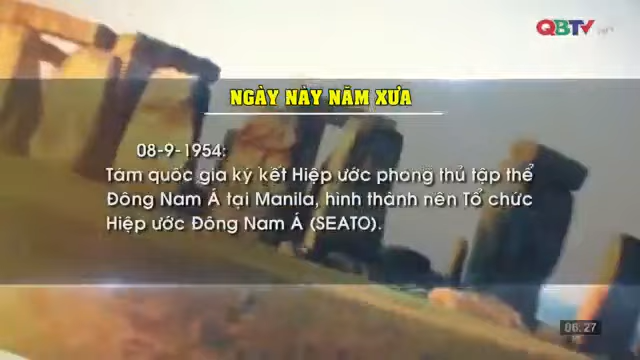 QBTV
NGÀY NÀY NĂM XƯA
08-9-1954:
Tám quốc gia ký kết Hiệp ước phòng thủ tập thể
Đông Nam Á tại Manila, hình thành nên Tổ chức
Hiệp ước Đông Nam Á (SEATO).
06.27